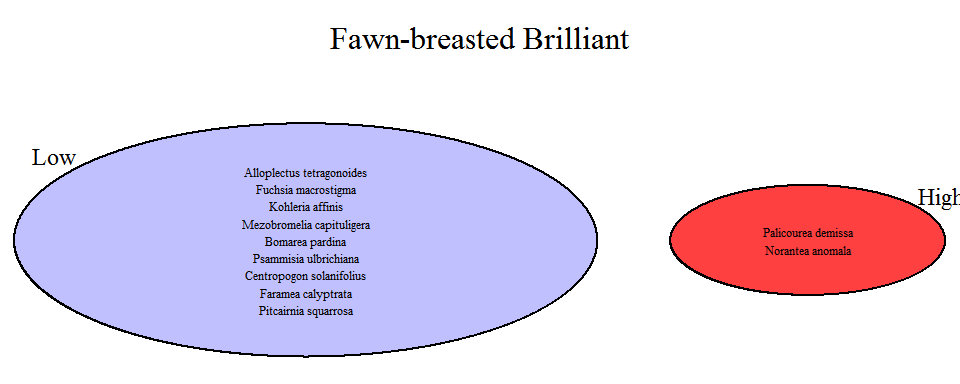 Fawn-breasted Brilliant
Low
Alloplectus tetragonoides
Fuchsia macrostigma
Kohleria affinis
Mezobromelia capituligera
Bomarea pardina
Psammisia ulbrichiana
Centropogon solanifolius
Faramea calyptrata
Pitcairnia squarrosa
High
Palicourea demissa
Norantea anomala